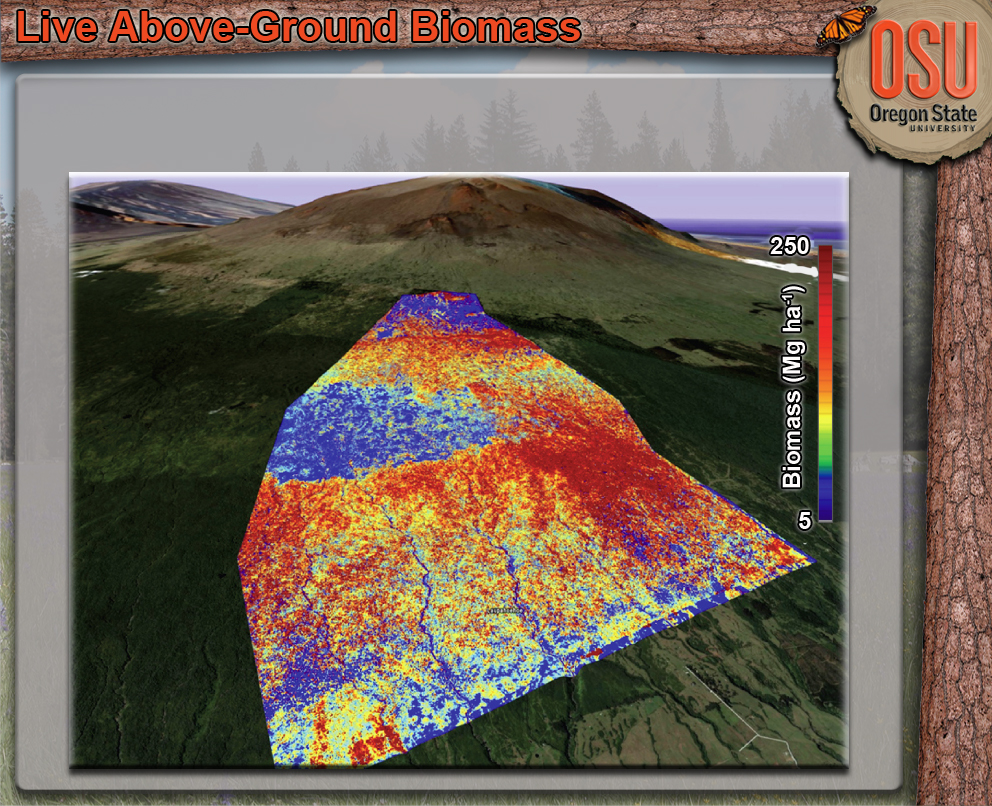 Live Above-Ground Biomass
OSU
Oregon State
UNIVERSITY
250
Biomass (Mg ha-1)
5